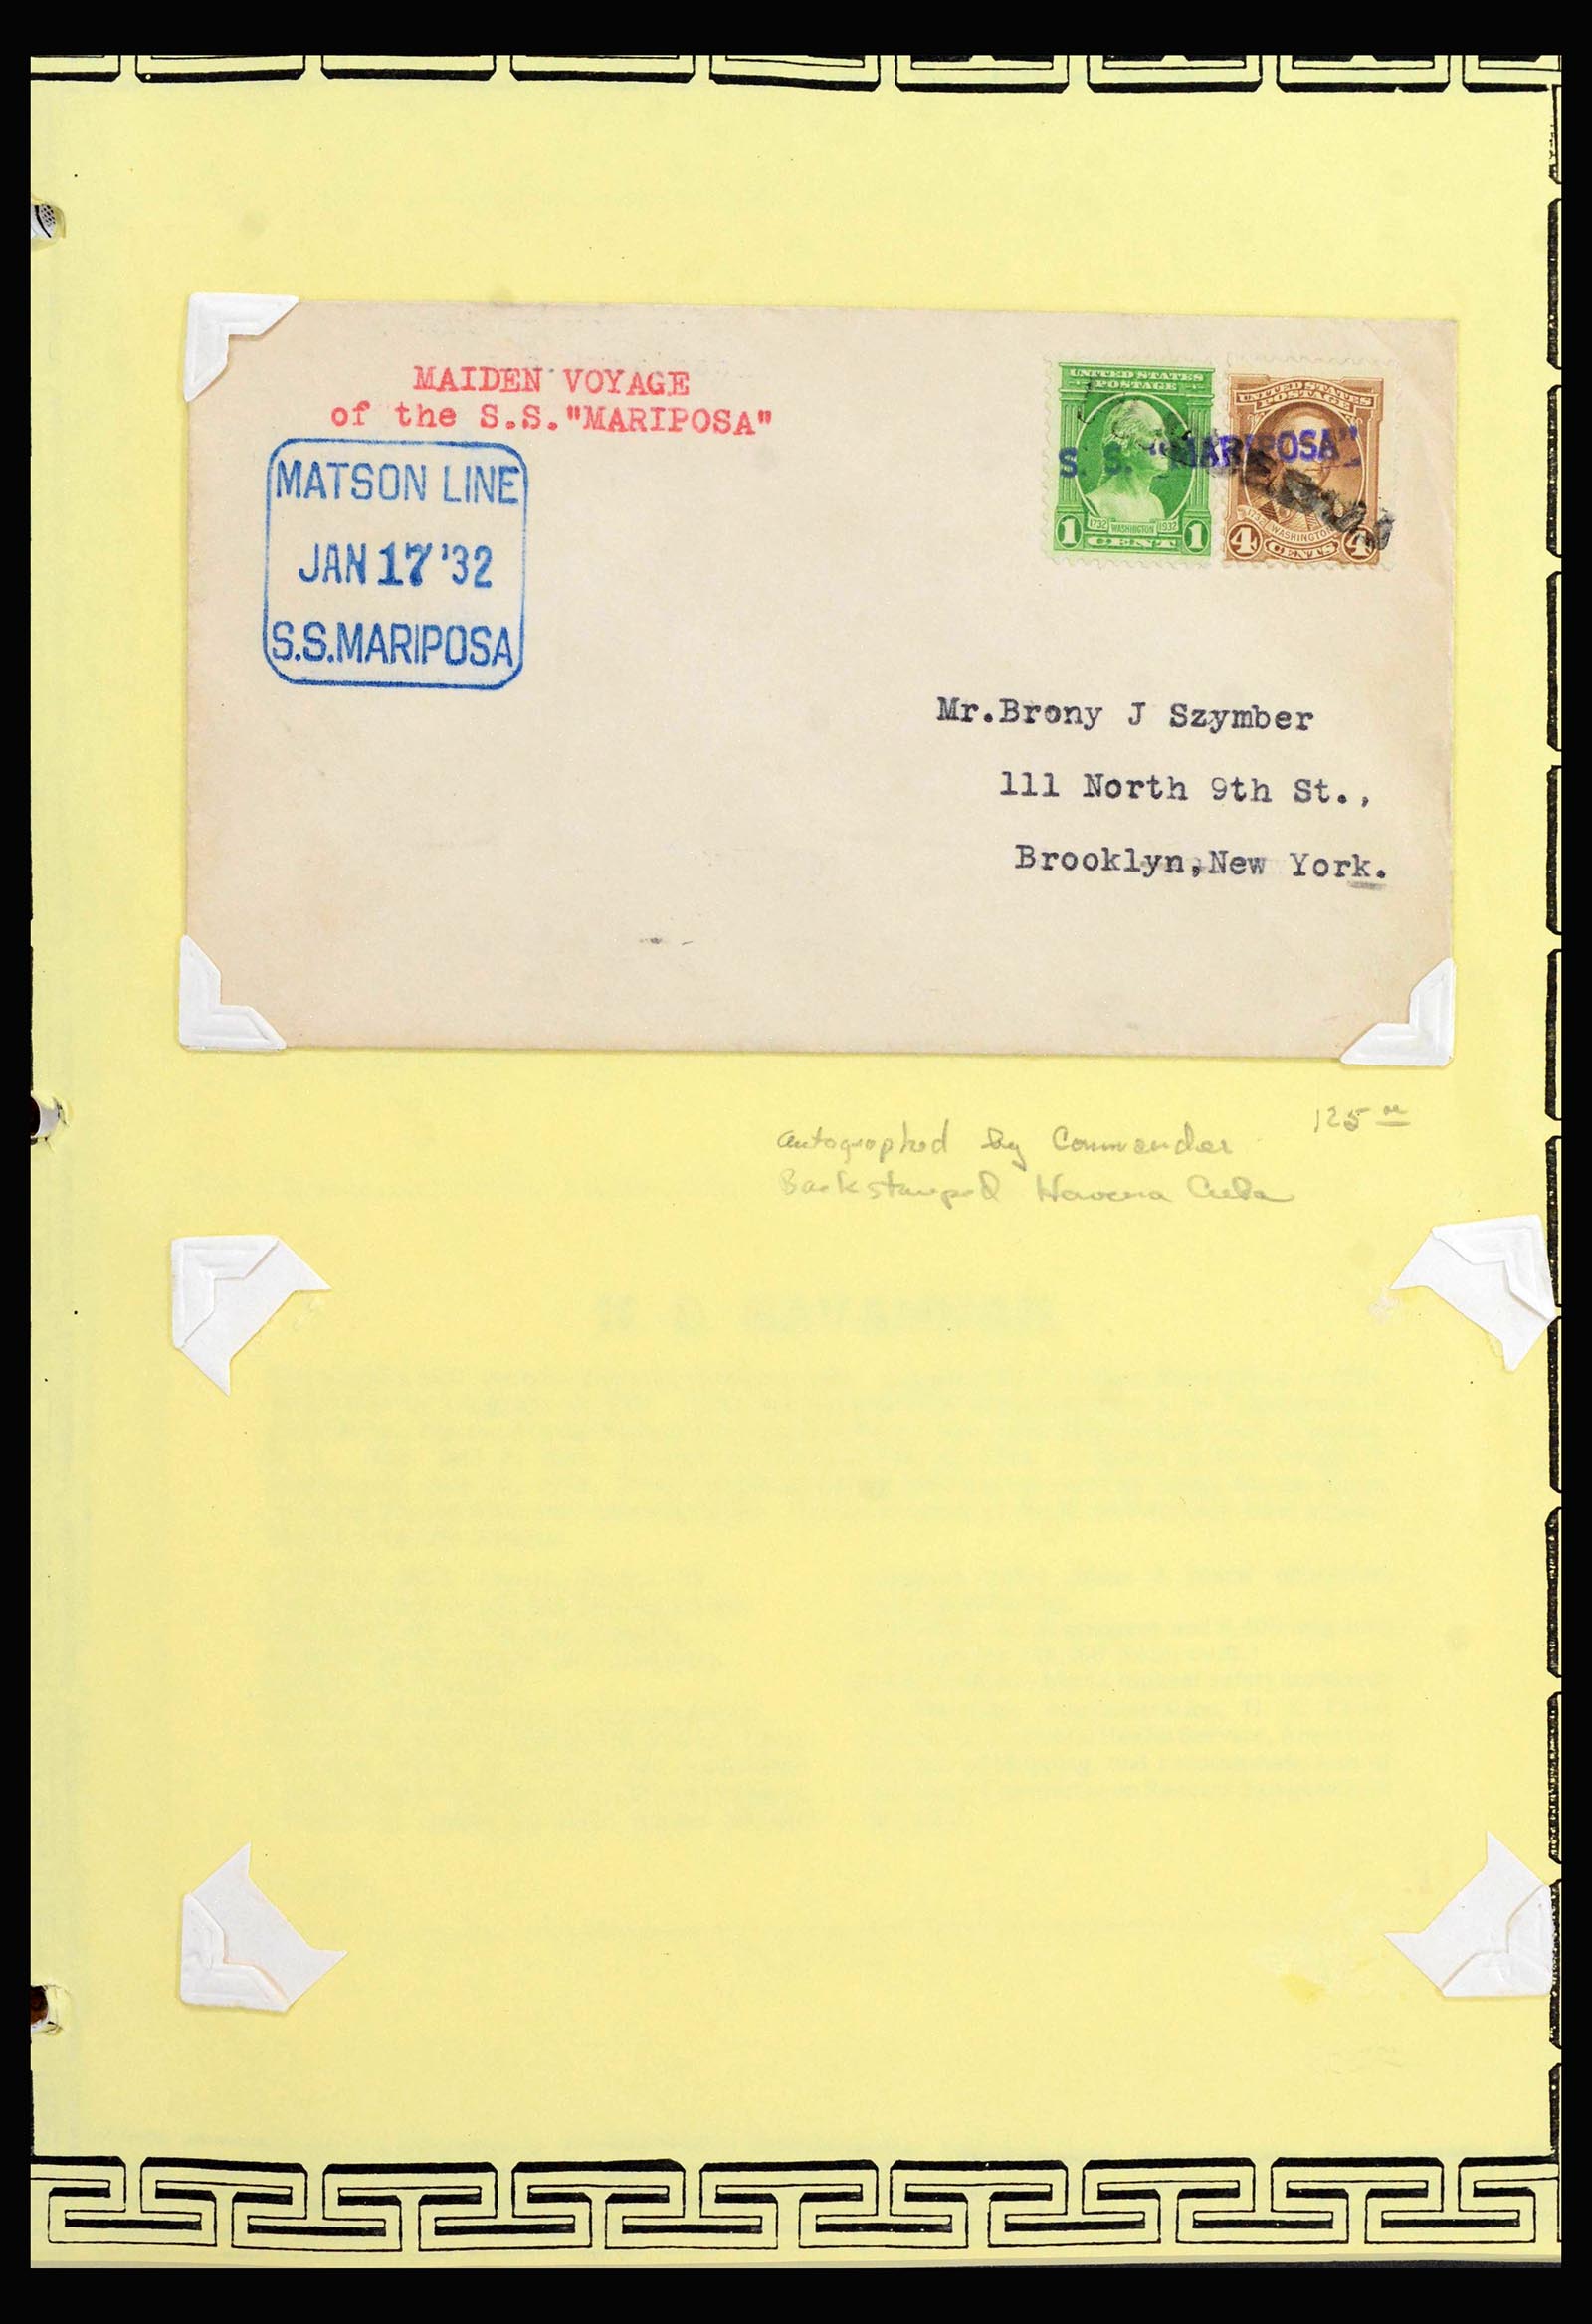 MAIDEN VOYAGE
of the S.S."MARIPOSA"
MATSON LINE
JAN 17 '32
S.S.MARIPOSA
UNITED STATES
POSTAGE
1732 WASHINGTON 1932
1 CENT 1
UNITED STATES
POSTAGE
WASHINGTON
4 CENTS 4
S. S. "MARIPOSA"
Mr.Brony J Szymber
111 North 9th St.,
Brooklyn,New York.
125
Autographed by Commander
Backstamped Havana Cuba